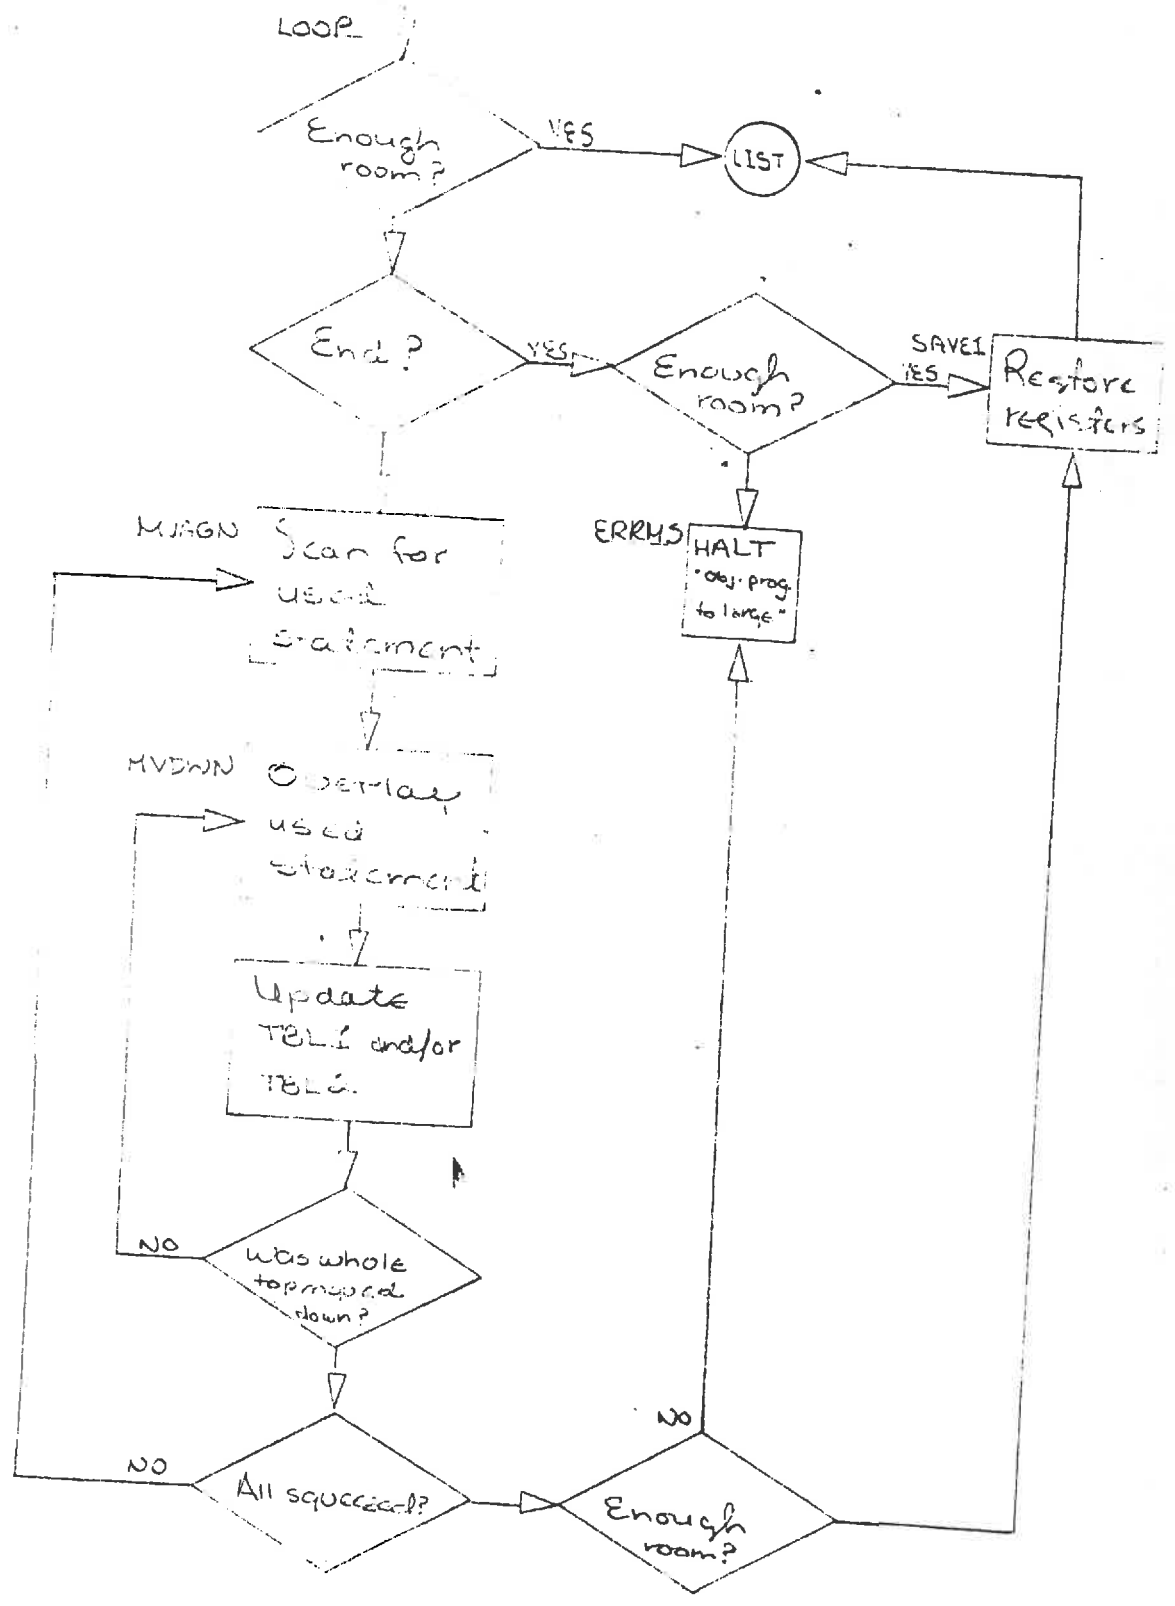 LOOP
Enough
room?
YES
LIST
End?
YES
Enough
room?
SAVE1
YES
Restore
registers
MJAGN
Scan for
used
statement
ERRMS
HALT
"obj. prog.
to large"
MVDWN
Overlay
used
statement
Update
TBL1 and/or
NO
Was whole
top moved
down?
NO
All squeezed?
NO
Enough
room?